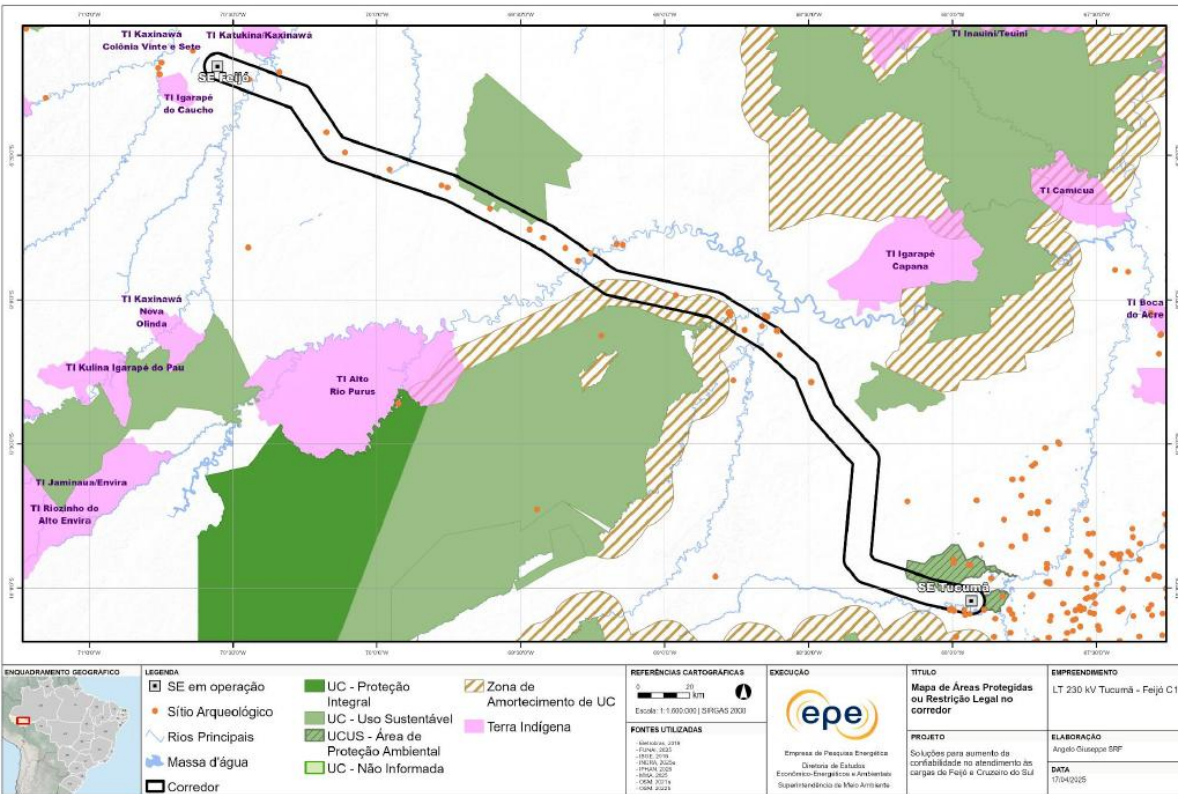 TI Kaxinawá
Colônia Vinte e Sete
TI Katukina/Kaxinawá
TI Inauini/Teuini
SE Feijó
TI Igarapé
do Caucho
TI Camicua
TI Igarapé
Capana
TI Kaxinawá
Nova
Olinda
TI Boca
do Acre
TI Kulina Igarapé do Pau
TI Alto
Rio Purus
TI Jaminaua/Envira
TI Riozinho do
Alto Envira
SE Tucumã
ENQUADRAMENTO GEOGRÁFICO
LEGENDA
SE em operação
Sítio Arqueológico
Rios Principais
Massa d'água
Corredor
UC - Proteção
Integral
UC - Uso Sustentável
UCUS - Área de
Proteção Ambiental
UC - Não Informada
Zona de
Amortecimento de UC
Terra Indígena
REFERÊNCIAS CARTOGRÁFICAS
0 20
km
Escala: 1:1.600.000 | SIRGAS 2000
FONTES UTILIZADAS
EXECUÇÃO
epe
Empresa de Pesquisa Energética
Diretoria de Estudos
Econômico-Energéticos e Ambientais
Superintendência de Meio Ambiente
TÍTULO
Mapa de Áreas Protegidas
ou Restrição Legal no
corredor
PROJETO
Soluções para aumento da
confiabilidade no atendimento às
cargas de Feijó e Cruzeiro do Sul
EMPREENDIMENTO
LT 230 kV Tucumã - Feijó C1
ELABORAÇÃO
Angelo Giuseppe SRF
DATA
17/04/2025